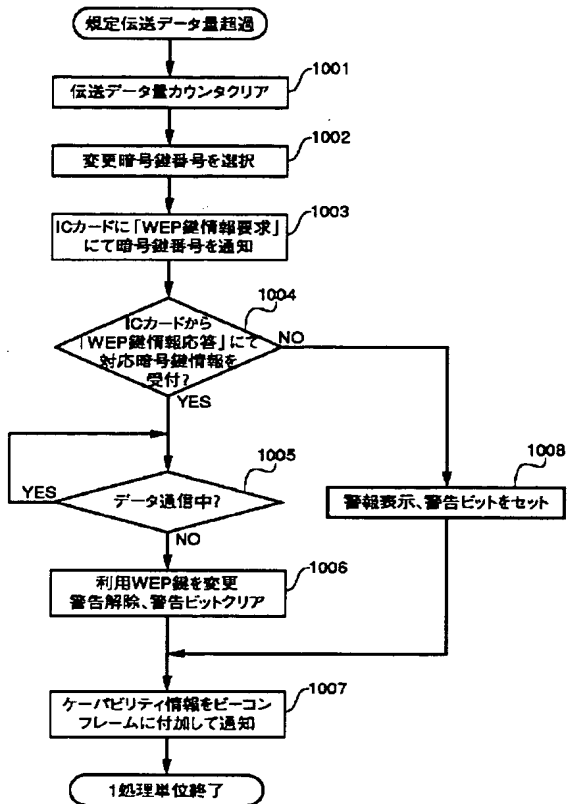 規定伝送データ量超過
1001
伝送データ量カウンタクリア
1002
変更暗号鍵番号を選択
1003
ICカードに「WEP鍵情報要求」
にて暗号鍵番号を通知
1004
ICカードから
「WEP鍵情報応答」にて
対応暗号鍵情報を
受付?
NO
YES
1005
データ通信中?
YES
NO
1008
警報表示、警告ビットをセット
1006
利用WEP鍵を変更
警告解除、警告ビットクリア
1007
ケーパビリティ情報をビーコン
フレームに付加して通知
1処理単位終了